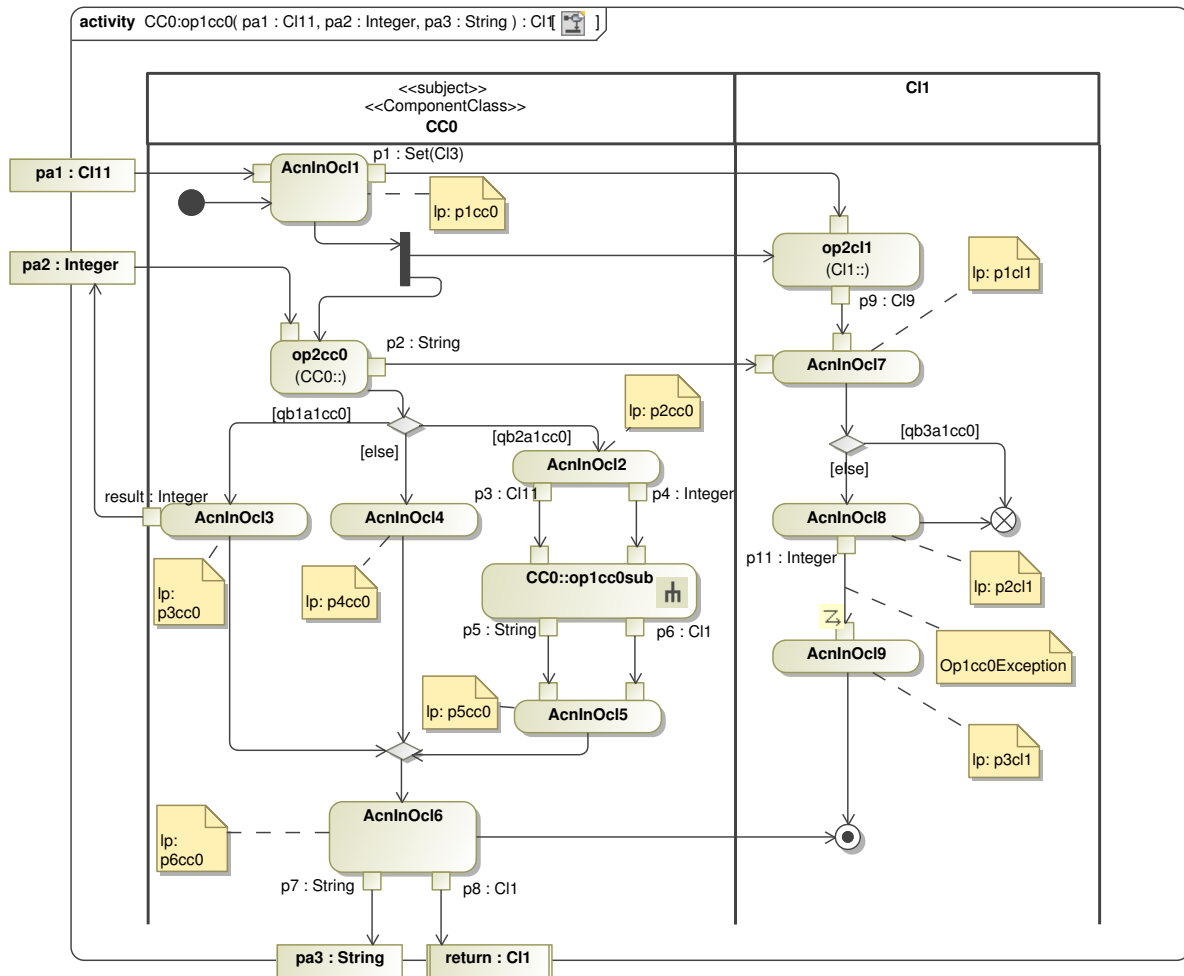 activity CC0:op1cc0( pa1 : Cl11, pa2 : Integer, pa3 : String ) : Cl1[ ]
<<subject>>
<<ComponentClass>>
CC0
Cl1
pa1 : Cl11
AcnInOcl1
p1 : Set(Cl3)
lp: p1cc0
pa2 : Integer
op2cl1
(Cl1::)
lp: p1cl1
p9 : Cl9
op2cc0
(CC0::)
p2 : String
AcnInOcl7
lp: p2cc0
[qb1a1cc0]
[else]
[qb2a1cc0]
[qb3a1cc0]
[else]
AcnInOcl2
p3 : Cl11
p4 : Integer
result : Integer
AcnInOcl3
AcnInOcl4
AcnInOcl8
p11 : Integer
lp:
p3cc0
lp: p4cc0
CC0::op1cc0sub
lp: p2cl1
p5 : String
p6 : Cl1
AcnInOcl9
Op1cc0Exception
lp: p5cc0
AcnInOcl5
lp: p3cl1
AcnInOcl6
lp:
p6cc0
p7 : String
p8 : Cl1
pa3 : String
return : Cl1